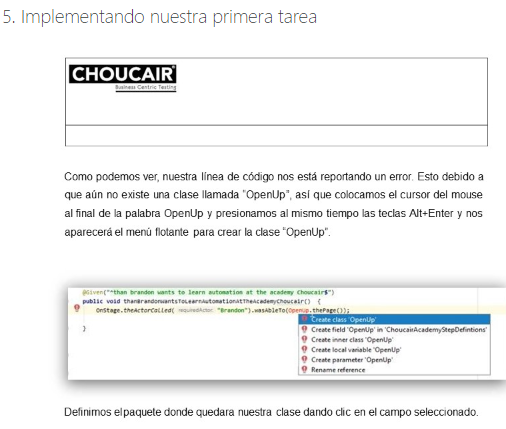 5. Implementando nuestra primera tarea
CHOUCAIR
Business Centric Testing
Como podemos ver, nuestra línea de código nos está reportando un error. Esto debido a
que aún no existe una clase llamada "OpenUp", así que colocamos el cursor del mouse
al final de la palabra OpenUp y presionamos al mismo tiempo las teclas Alt+Enter y nos
aparecerá el menú flotante para crear la clase "OpenUp".
@Given("^than brandon wants to learn automation at the academy Choucair$")
public void thanBrandonWantsToLearnAutomationAtTheAcademyChoucair() {
OnStage.theActorCalled( requiredActor: "Brandon").wasAbleTo(OpenUp.thePage());
}
Create class 'OpenUp'
Create field 'OpenUp' in 'ChoucairAcademyStepDefintions'
Create inner class 'OpenUp'
Create local variable 'OpenUp'
Create parameter 'OpenUp'
Rename reference
Definimos el paquete donde quedara nuestra clase dando clic en el campo seleccionado.